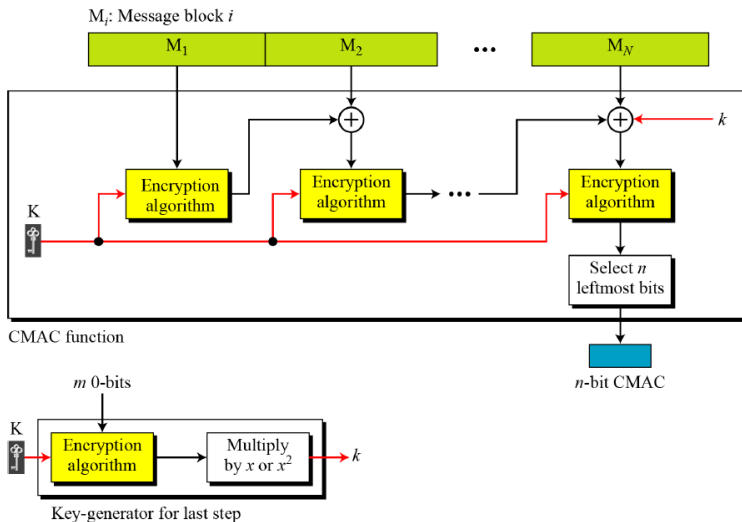 Mᵢ: Message block i
M₁
M₂
•••
M_N
k
Encryption
algorithm
Encryption
algorithm
•••
Encryption
algorithm
K
Select n
leftmost bits
CMAC function
n-bit CMAC
m 0-bits
K
Encryption
algorithm
Multiply
by x or x²
k
Key-generator for last step